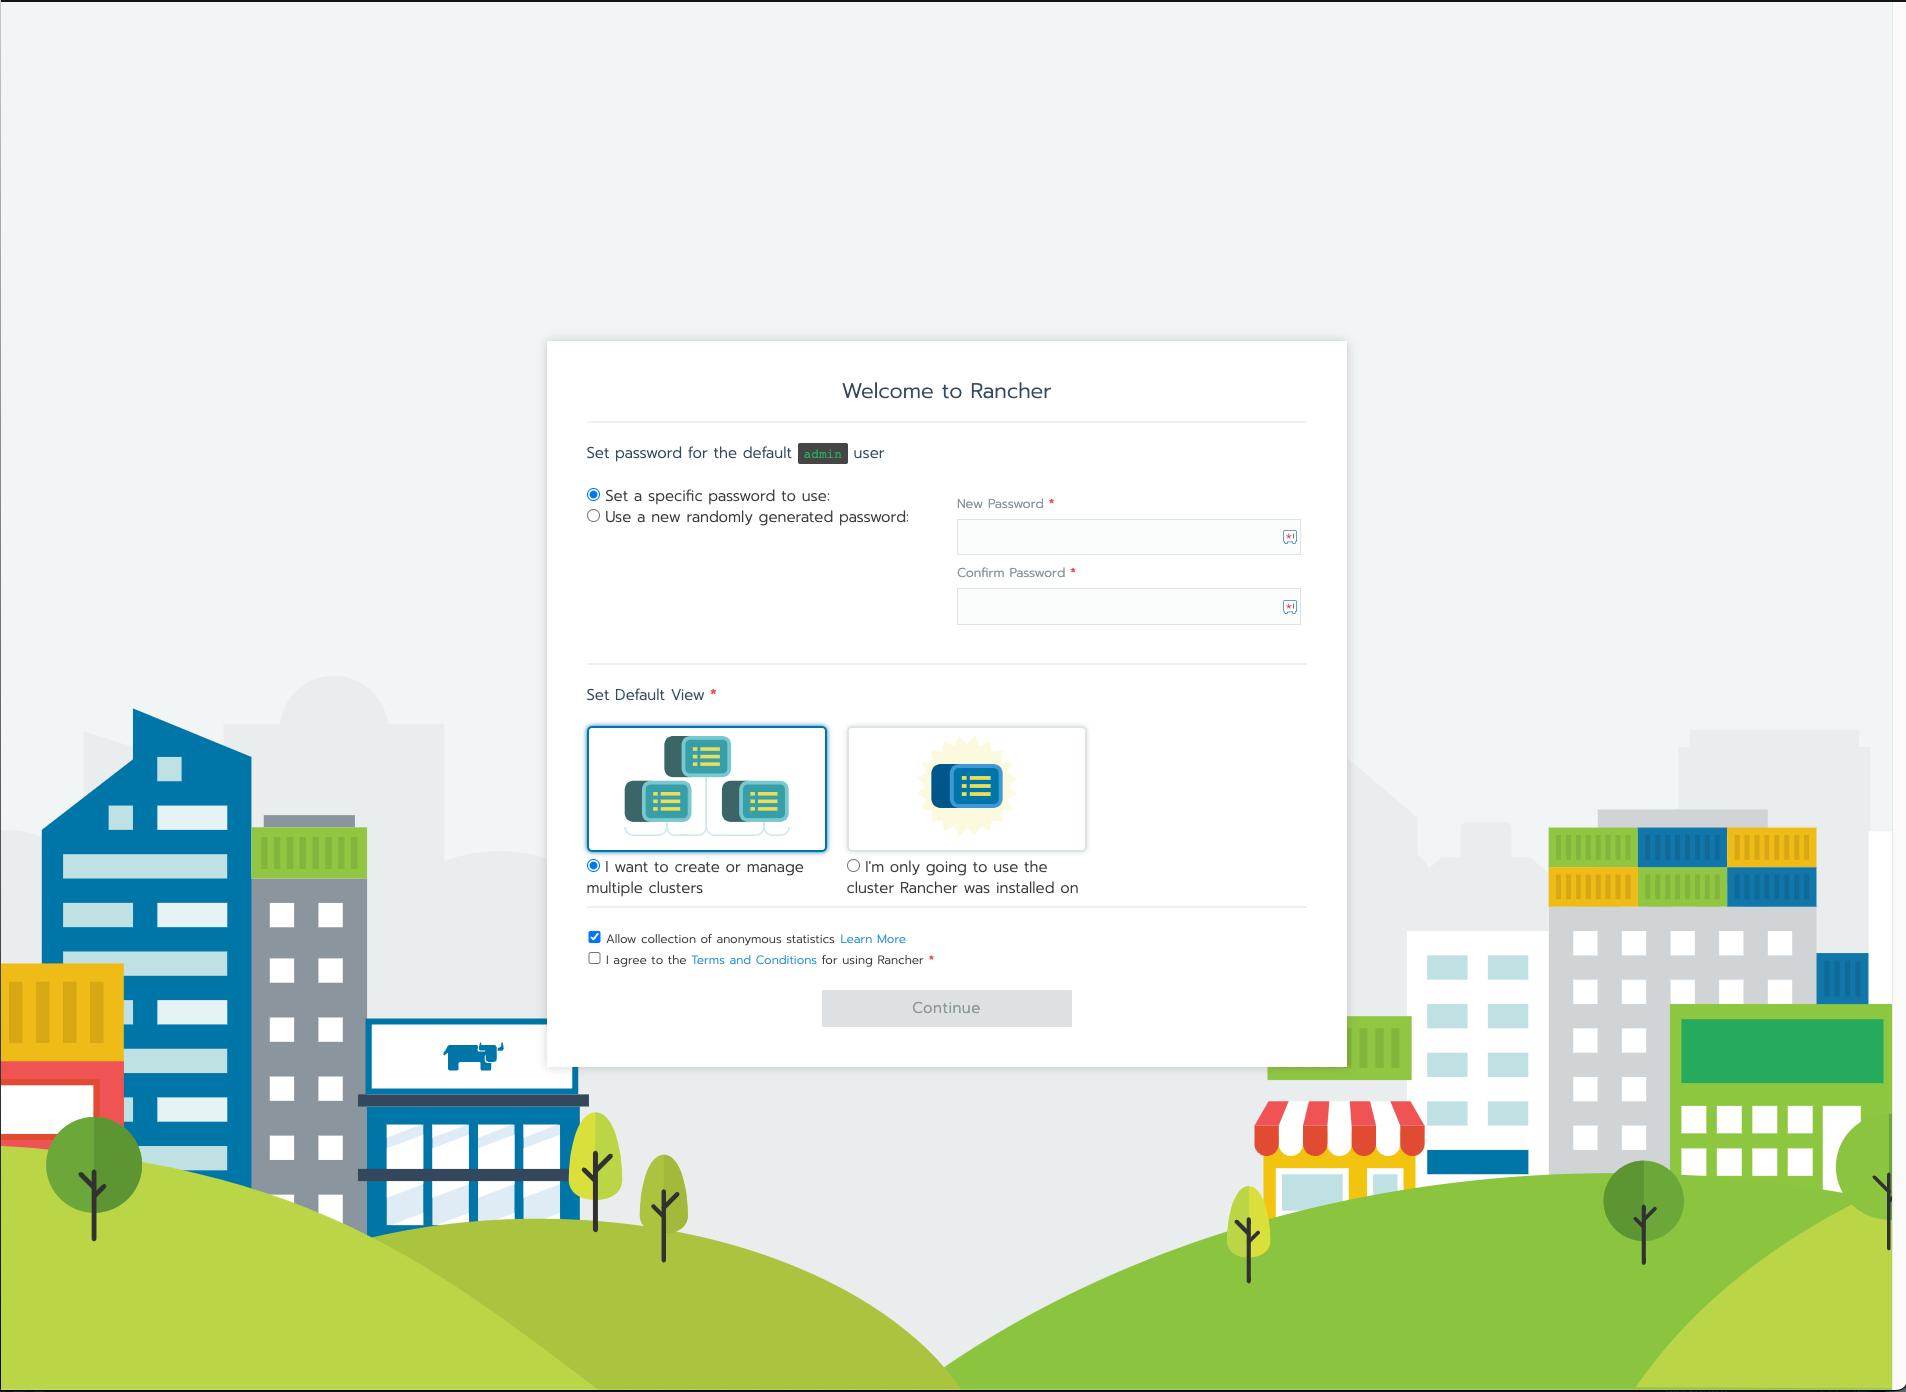 Welcome to Rancher
Set password for the default admin user
Set a specific password to use:
Use a new randomly generated password:
New Password *
Confirm Password *
Set Default View *
I want to create or manage
multiple clusters
I'm only going to use the
cluster Rancher was installed on
Allow collection of anonymous statistics Learn More
I agree to the Terms and Conditions for using Rancher *
Continue